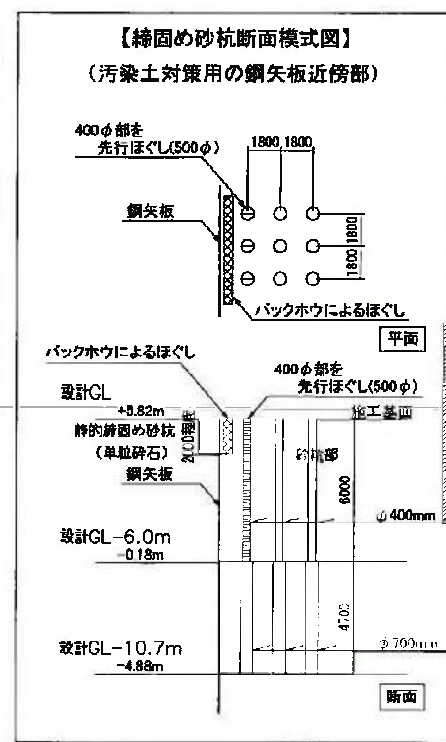 【締固め砂杭断面模式図】
(汚染土対策用の鋼矢板近傍部)
400φ部を
先行ほぐし(500φ)
1800 1800
鋼矢板
1800 1800
バックホウによるほぐし
平面
バックホウによるほぐし
400φ部を
先行ほぐし(500φ)
設計GL
+5.82m
施工基面
静的締固め砂杭
(単粒砕石)
2000程度
砂杭部
鋼矢板
6000
φ400mm
設計GL-6.0m
-0.18m
4700
設計GL-10.7m
-4.88m
φ700mm
断面